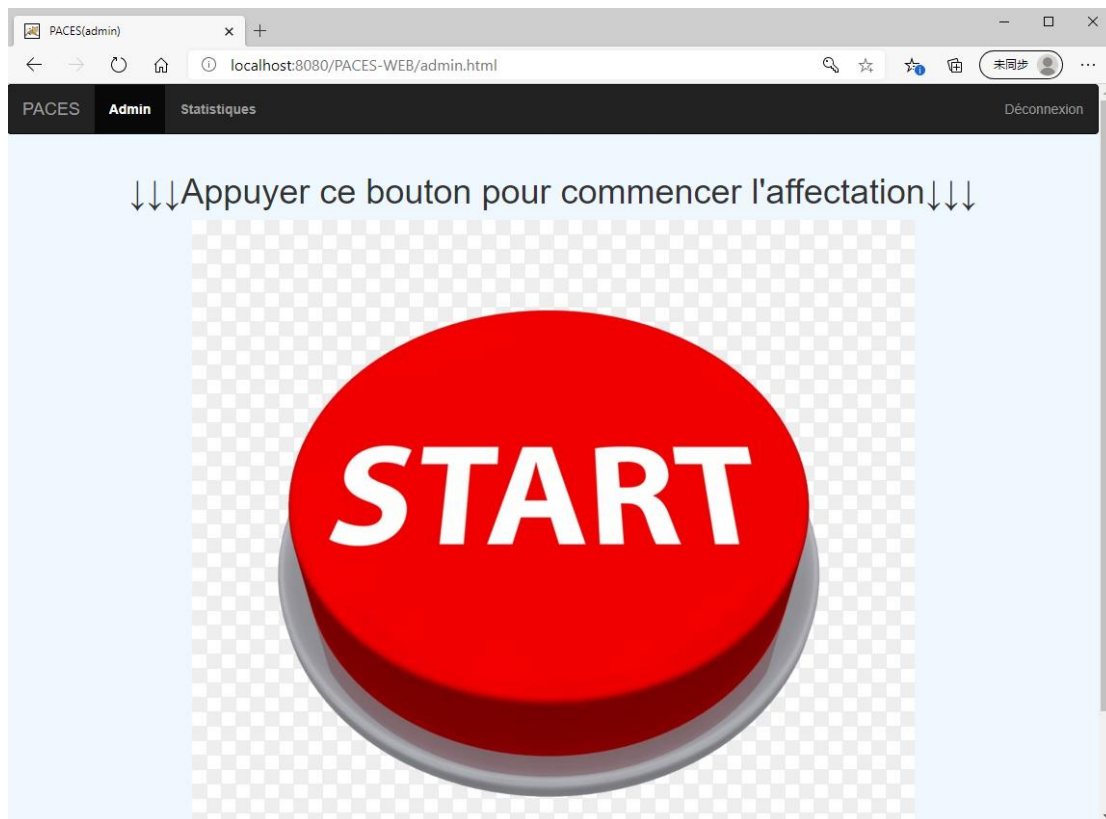 PACES(admin)
localhost:8080/PACES-WEB/admin.html
未同步
PACES Admin Statistiques Déconnexion
↓↓↓Appuyer ce bouton pour commencer l'affectation↓↓↓
START